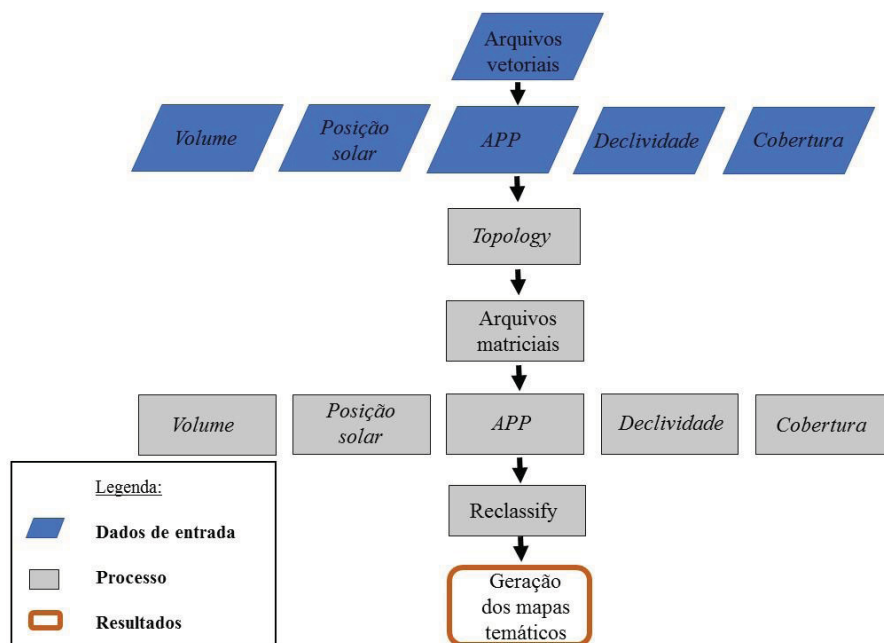 Arquivos
vetoriais
Volume
Posição
solar
APP
Declividade
Cobertura
Topology
Arquivos
matriciais
Volume
Posição
solar
APP
Declividade
Cobertura
Reclassify
Geração
dos mapas
temáticos
Legenda:
Dados de entrada
Processo
Resultados